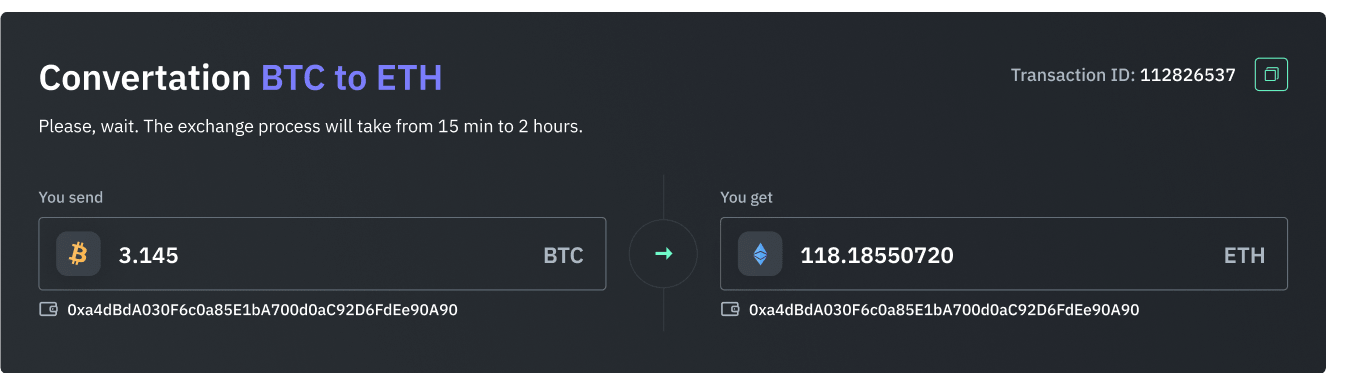 Convertation BTC to ETH
Transaction ID: 112826537
Please, wait. The exchange process will take from 15 min to 2 hours.
You send
3.145 BTC
0xa4dBdA030F6c0a85E1bA700d0aC92D6FdEe90A90
You get
118.18550720 ETH
0xa4dBdA030F6c0a85E1bA700d0aC92D6FdEe90A90